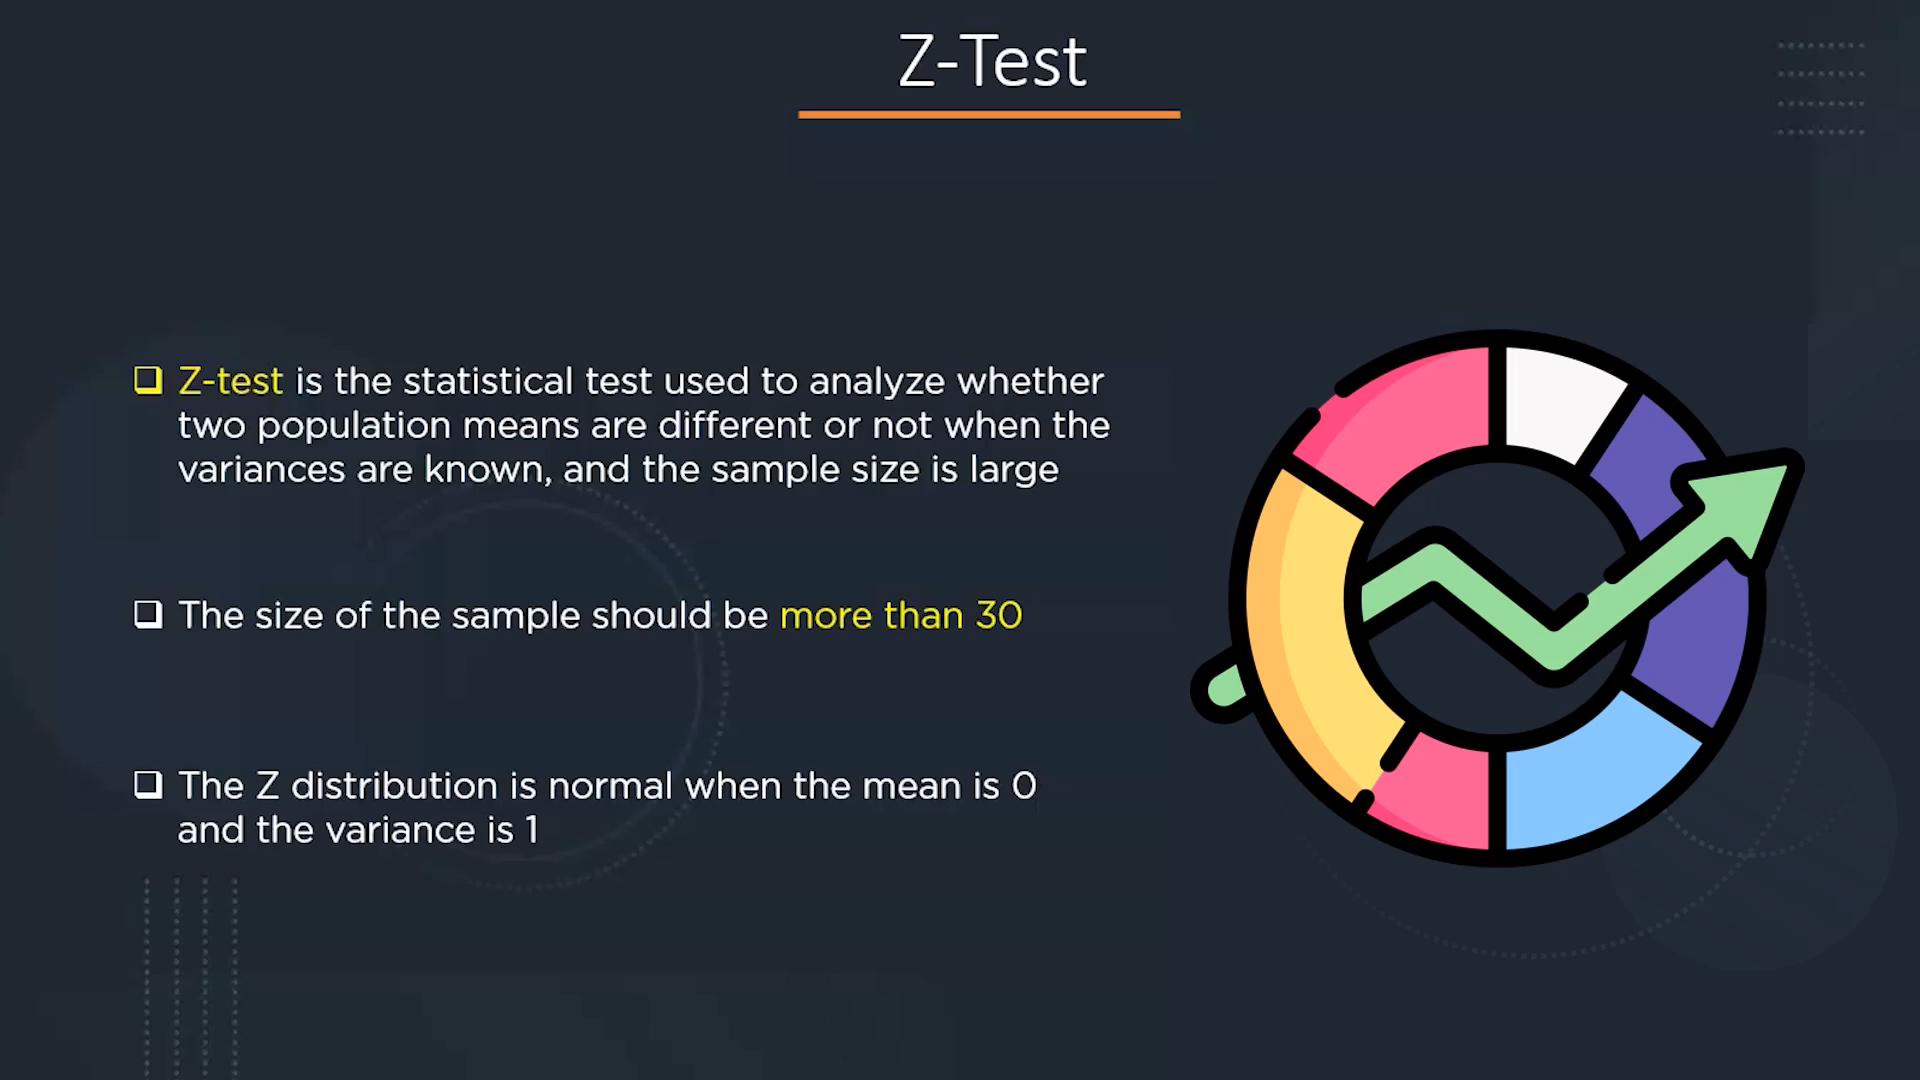 Z-Test
Z-test is the statistical test used to analyze whether
two population means are different or not when the
variances are known, and the sample size is large
The size of the sample should be more than 30
The Z distribution is normal when the mean is 0
and the variance is 1